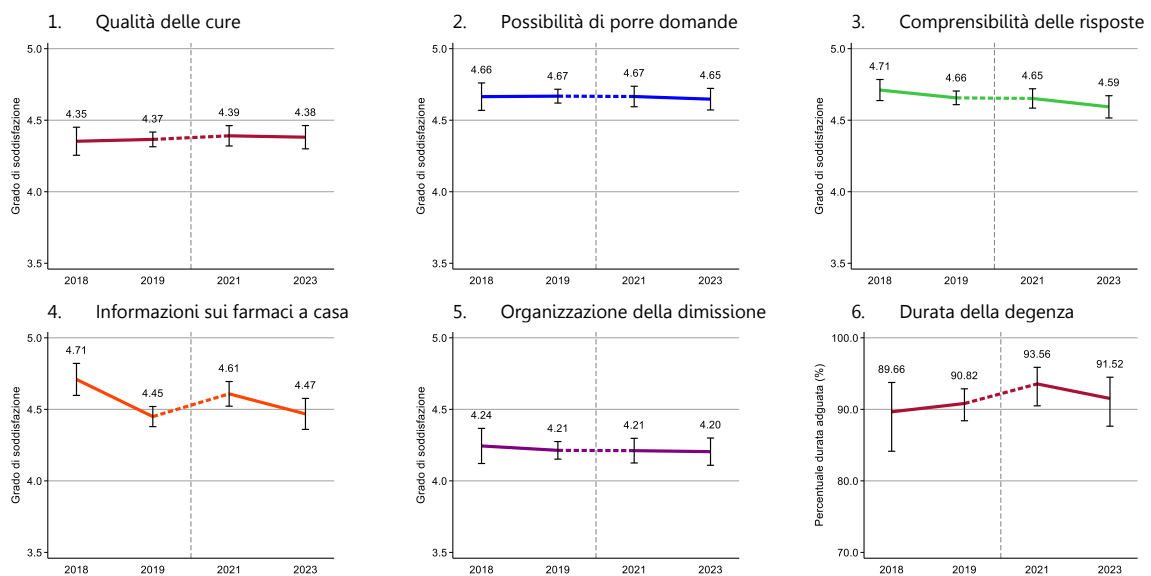 1. Qualità delle cure
5.0
4.5
4.0
3.5
Grado di soddisfazione
4.35
4.37
4.39
4.38
2018 2019 2021 2023
2. Possibilità di porre domande
5.0
4.5
4.0
3.5
Grado di soddisfazione
4.66
4.67
4.67
4.65
2018 2019 2021 2023
3. Comprensibilità delle risposte
5.0
4.5
4.0
3.5
Grado di soddisfazione
4.71
4.66
4.65
4.59
2018 2019 2021 2023
4. Informazioni sui farmaci a casa
5.0
4.5
4.0
3.5
Grado di soddisfazione
4.71
4.45
4.61
4.47
2018 2019 2021 2023
5. Organizzazione della dimissione
5.0
4.5
4.0
3.5
Grado di soddisfazione
4.24
4.21
4.21
4.20
2018 2019 2021 2023
6. Durata della degenza
100.0
90.0
80.0
70.0
Percentuale durata adguata (%)
89.66
90.82
93.56
91.52
2018 2019 2021 2023